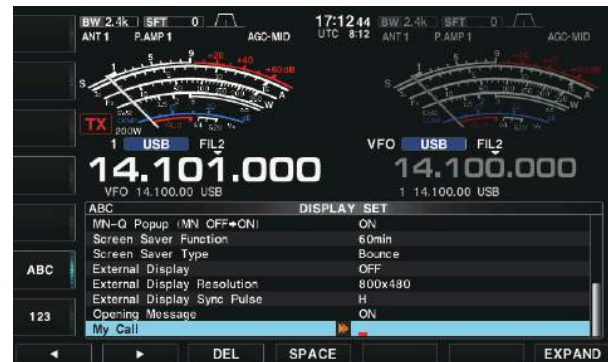 BW 2.4k SFT 0 17:12 44 BW 2.4k SFT 0
ANT 1 P.AMP 1 AGC-MID UTC 8:12 ANT 1 P.AMP 1 AGC-MID
TX 200W
1 USB FIL2 VFO USB FIL2
14.101.000 14.100.000
VFO 14.100.00 USB 1 14.100.00 USB
ABC DISPLAY SET
MN-Q Popup (MN OFF→ON) ON
Screen Saver Function 60min
Screen Saver Type Bounce
External Display OFF
External Display Resolution 800x480
External Display Sync Pulse H
Opening Message ON
My Call
ABC
123
DEL SPACE EXPAND